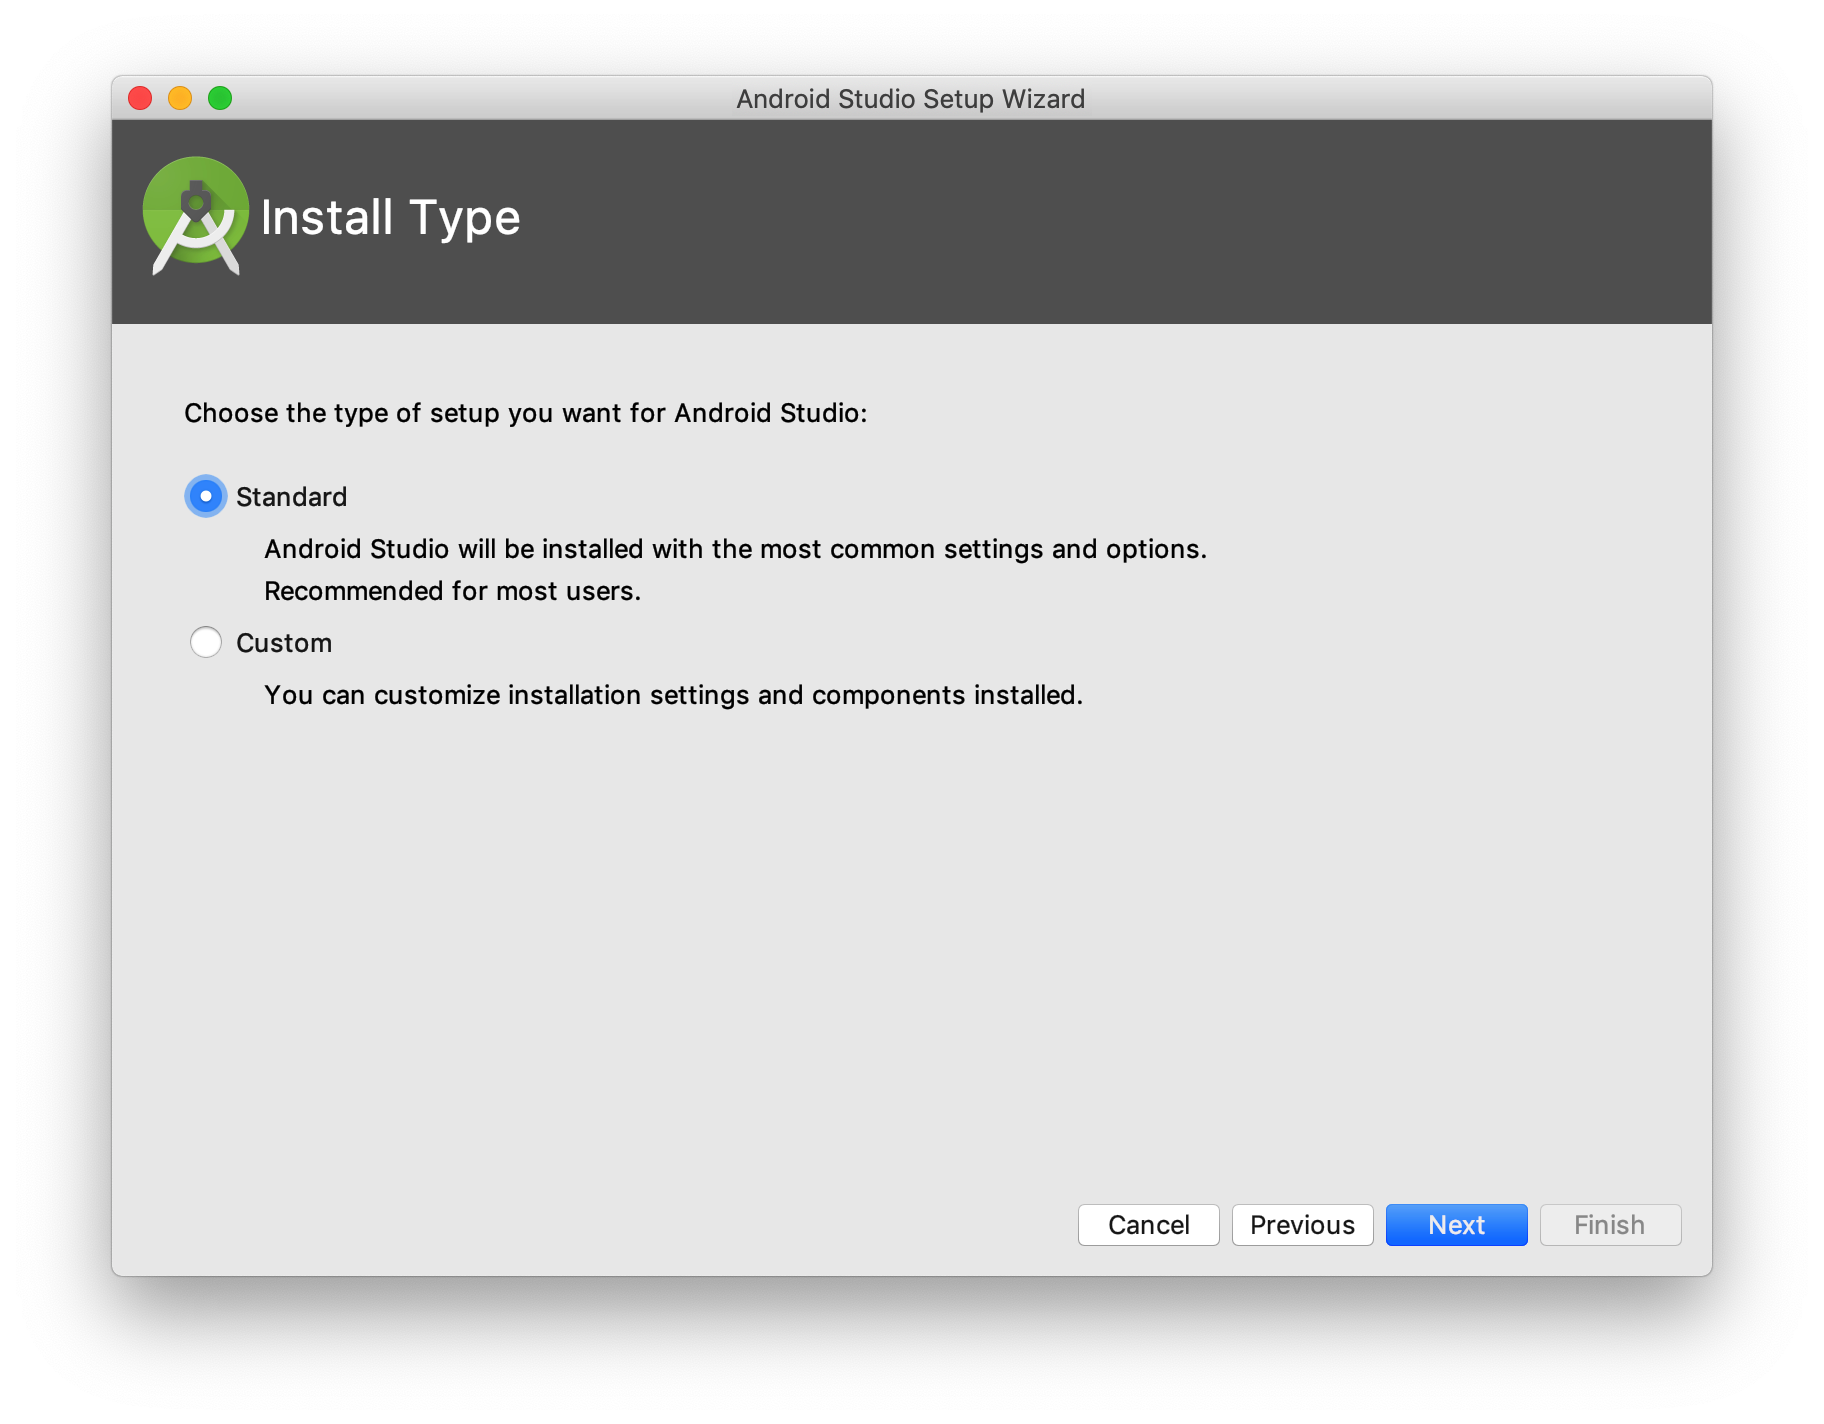 Android Studio Setup Wizard
Install Type
Choose the type of setup you want for Android Studio:
Standard
Android Studio will be installed with the most common settings and options.
Recommended for most users.
Custom
You can customize installation settings and components installed.
Cancel Previous Next Finish